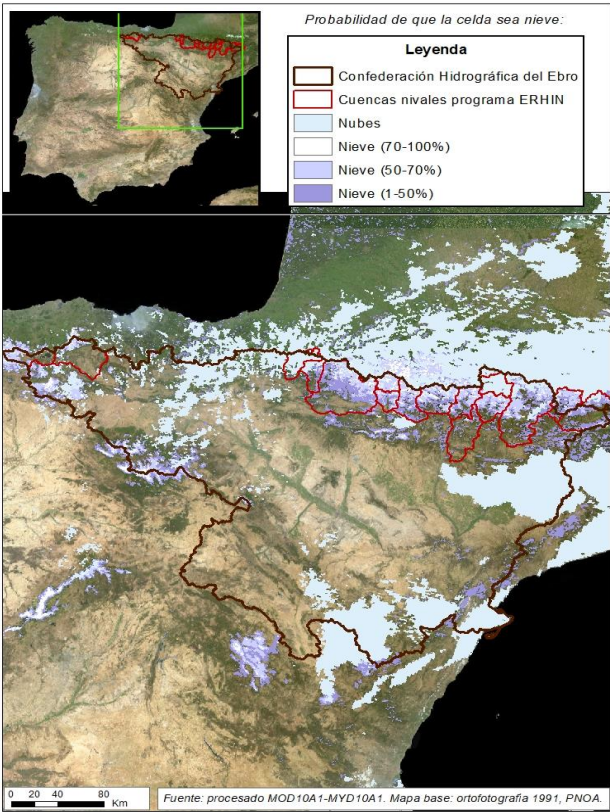 Probabilidad de que la celda sea nieve:
Leyenda
Confederación Hidrográfica del Ebro
Cuencas nivales programa ERHIN
Nubes
Nieve (70-100%)
Nieve (50-70%)
Nieve (1-50%)
0 20 40 80
Km
Fuente: procesado MOD10A1-MYD10A1. Mapa base: ortofotografia 1991, PNOA.